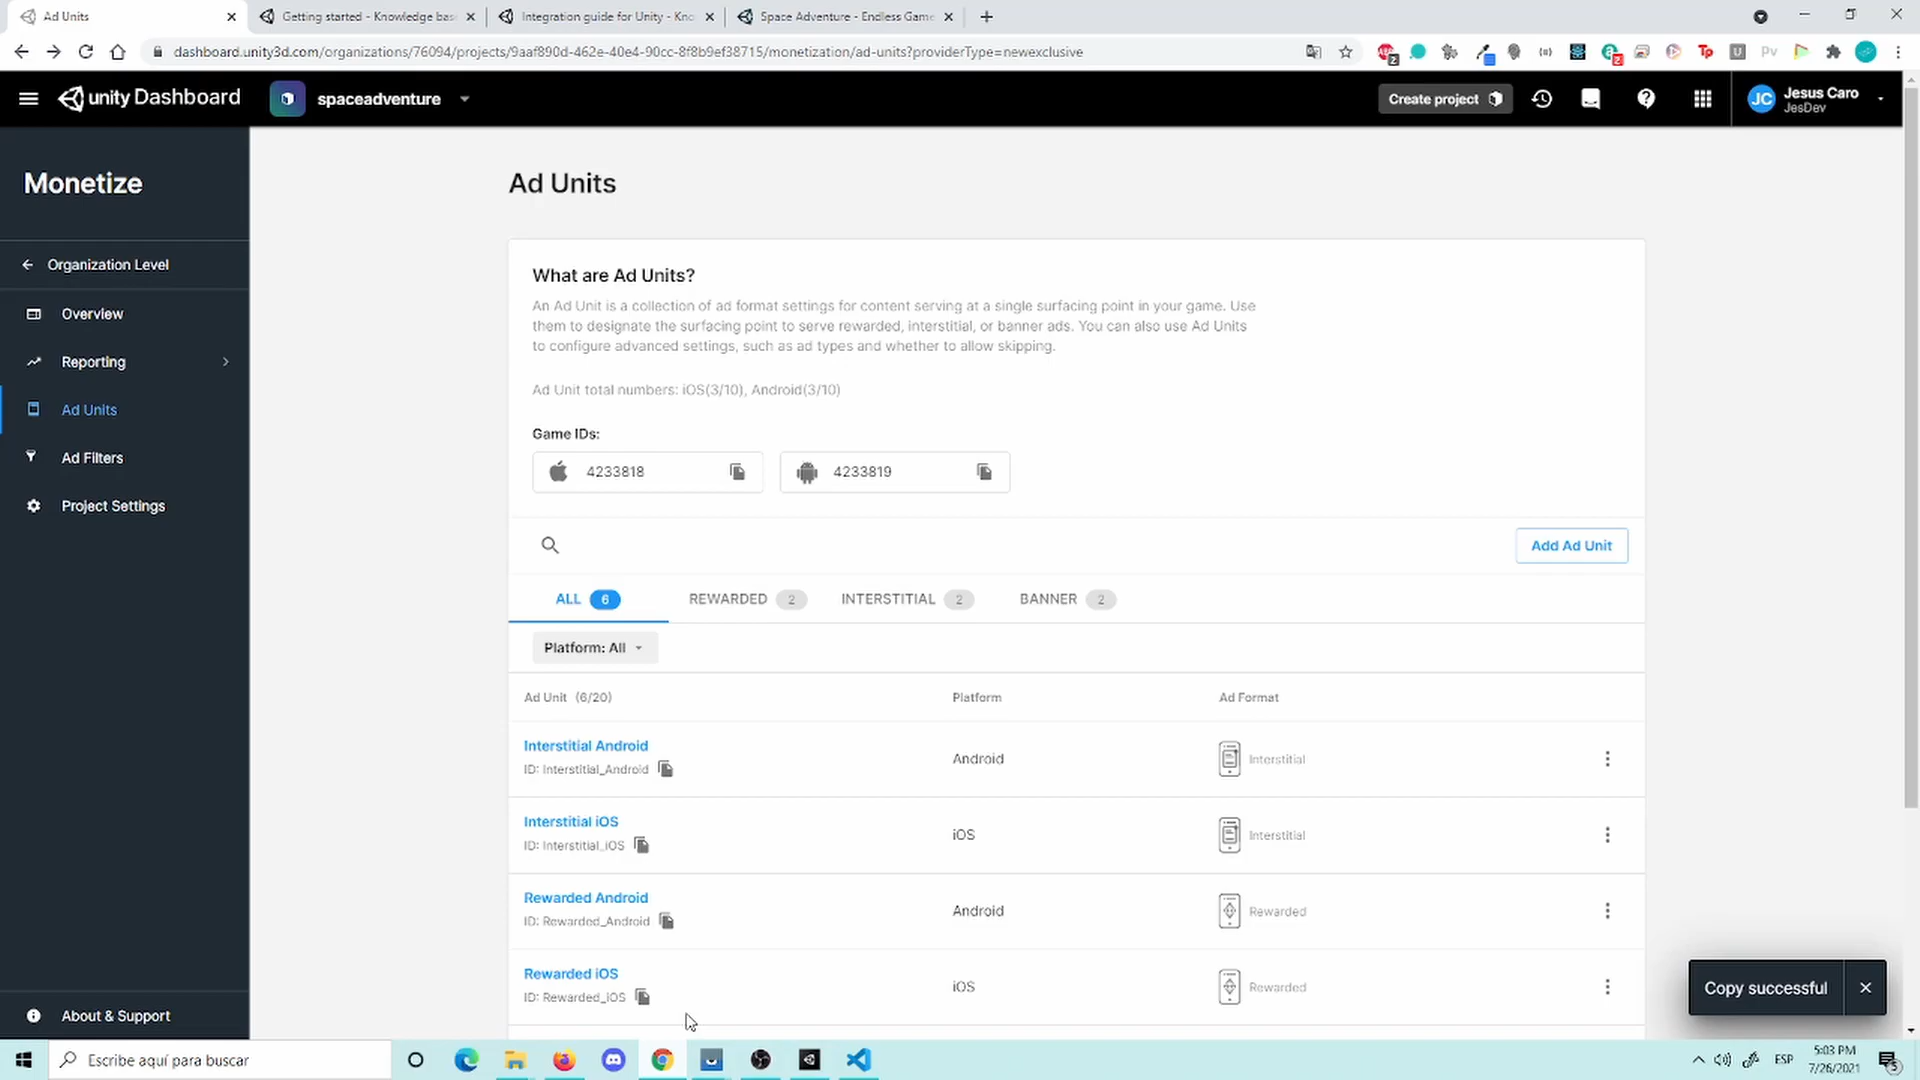 Ad Units
Getting started - Knowledge bas
Integration guide for Unity - Kno
Space Adventure - Endless Game
dashboard.unity3d.com/organizations/76094/projects/9aaf890d-462e-40e4-90cc-8f8b9ef38715/monetization/ad-units?providerType=newexclusive
unity Dashboard
spaceadventure
Create project
JC
Jesus Caro
JesDev
Monetize
Organization Level
Overview
Reporting
Ad Units
Ad Filters
Project Settings
About & Support
Ad Units
What are Ad Units?
An Ad Unit is a collection of ad format settings for content serving at a single surfacing point in your game. Use
them to designate the surfacing point to serve rewarded, interstitial, or banner ads. You can also use Ad Units
to configure advanced settings, such as ad types and whether to allow skipping.
Ad Unit total numbers: iOS(3/10), Android(3/10)
Game IDs:
4233818
4233819
Add Ad Unit
ALL 6 REWARDED 2 INTERSTITIAL 2 BANNER 2
Platform: All
Ad Unit (6/20) Platform Ad Format
Interstitial Android
ID: Interstitial_Android
Android
Interstitial
Interstitial iOS
ID: Interstitial_iOS
iOS
Interstitial
Rewarded Android
ID: Rewarded_Android
Android
Rewarded
Rewarded iOS
ID: Rewarded_iOS
iOS
Rewarded
Copy successful
Escribe aquí para buscar
ESP
5:03 PM
7/26/2021
5